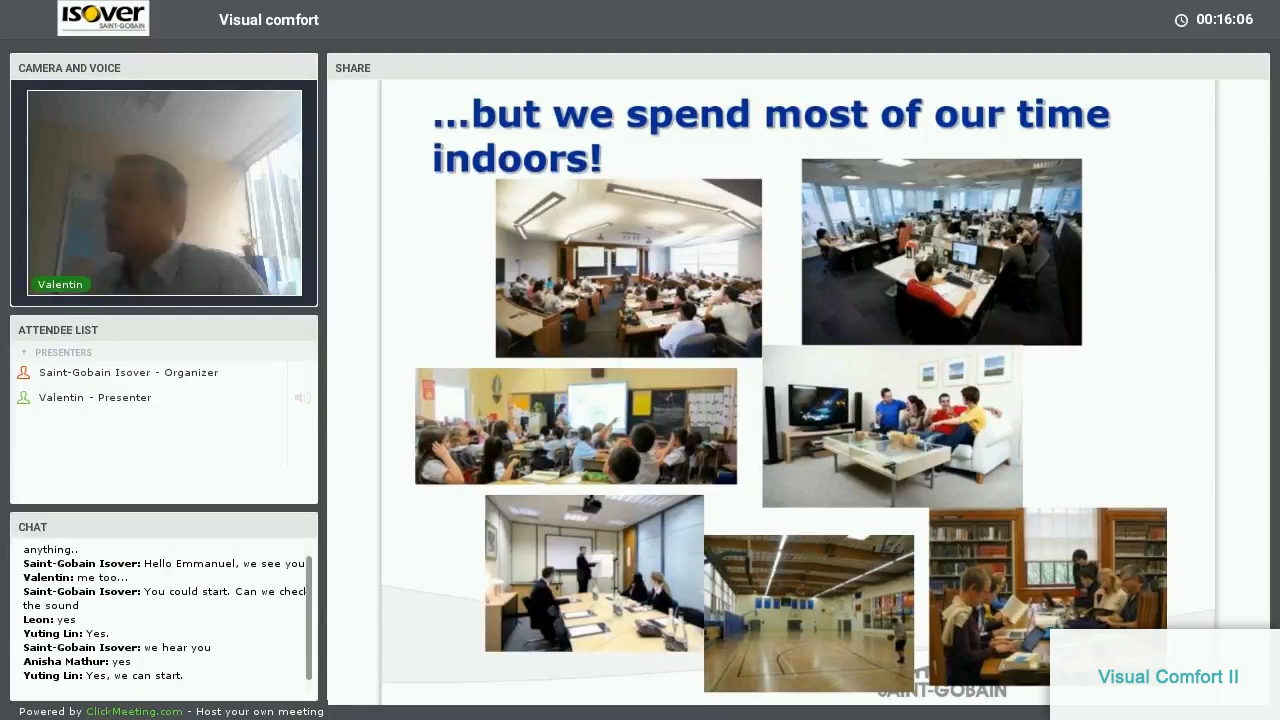 isover
SAINT-GOBAIN
Visual comfort
00:16:06
CAMERA AND VOICE
Valentin
ATTENDEE LIST
PRESENTERS
Saint-Gobain Isover - Organizer
Valentin - Presenter
CHAT
anything..
Saint-Gobain Isover: Hello Emmanuel, we see you
Valentin: me too...
Saint-Gobain Isover: You could start. Can we check
the sound
Leon: yes
Yuting Lin: Yes.
Saint-Gobain Isover: we hear you
Anisha Mathur: yes
Yuting Lin: Yes, we can start.
Powered by ClickMeeting.com - Host your own meeting
SHARE
...but we spend most of our time
indoors!
SAINT-GOBAIN
Visual Comfort II